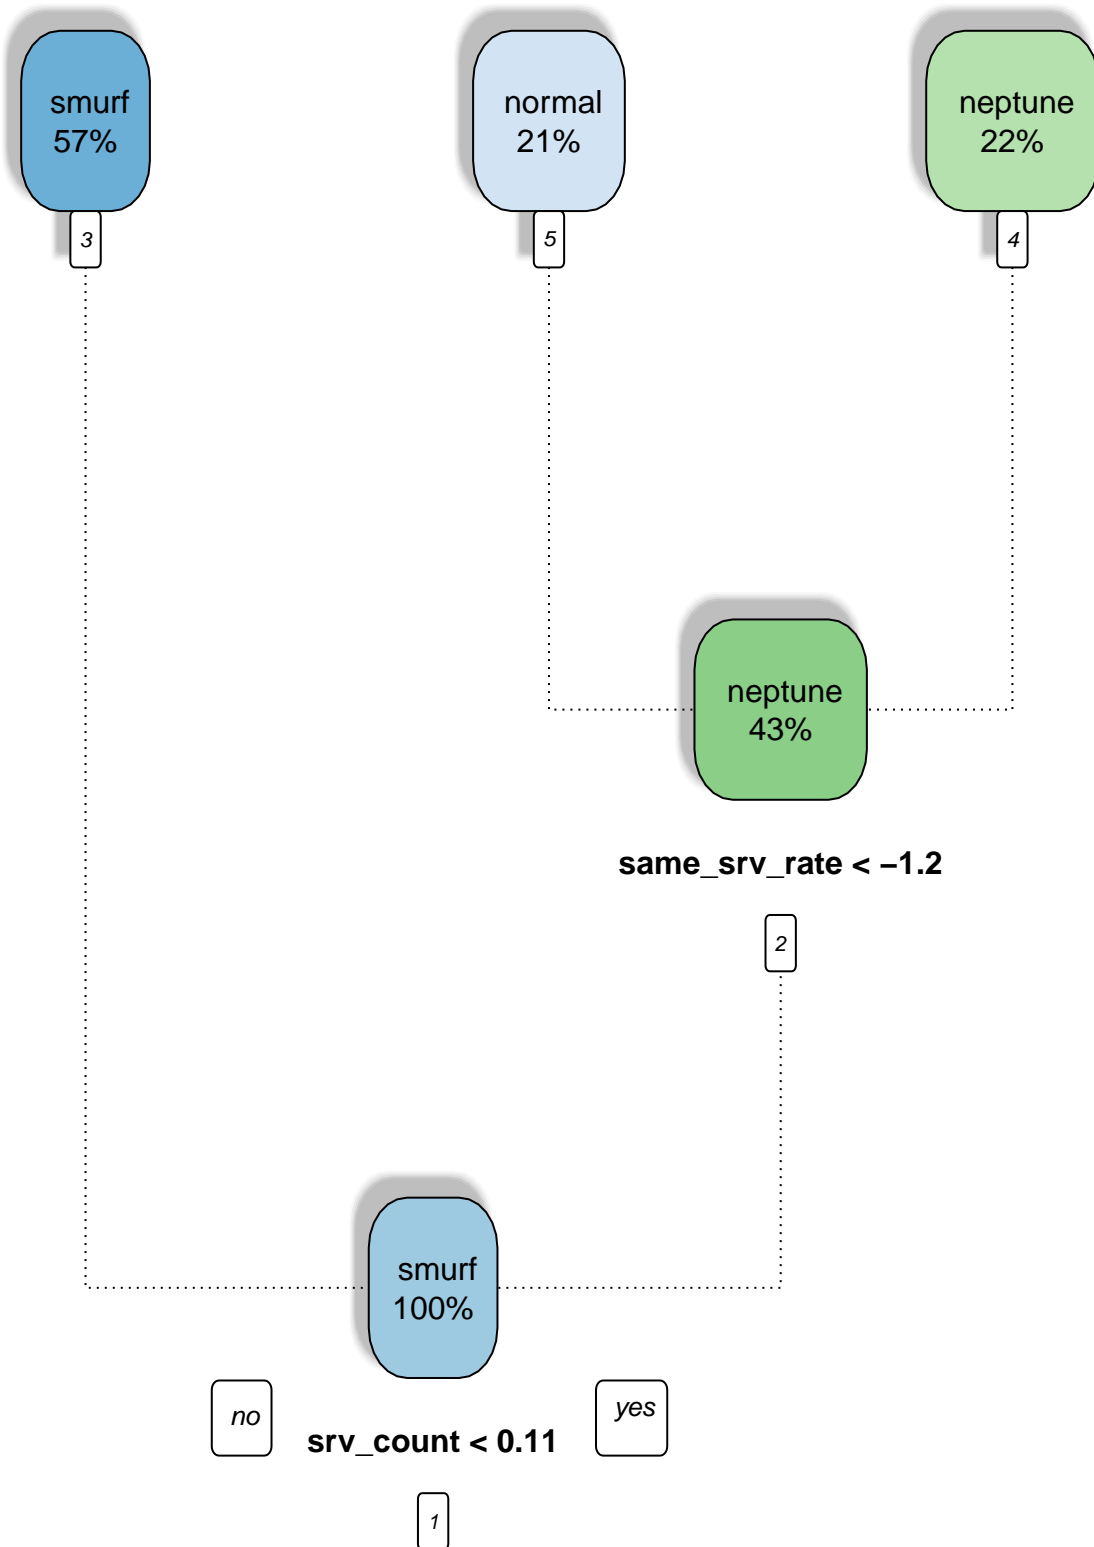 smurf
57%
normal
21%
neptune
22%
3
5
4
neptune
43%
same_srv_rate < −1.2
2
smurf
100%
no
yes
srv_count < 0.11
1